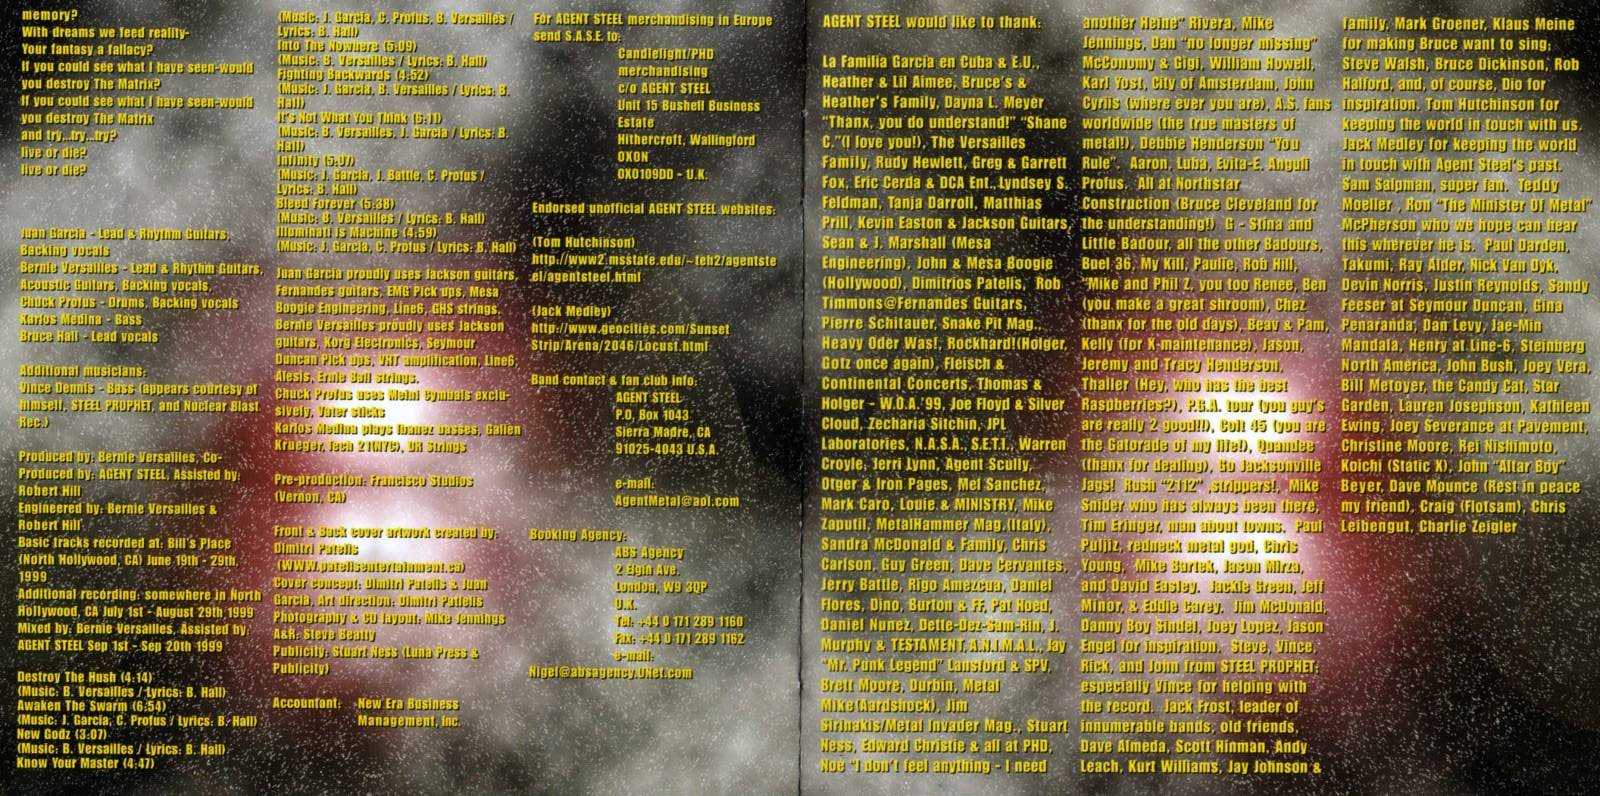 memory?
With dreams we feed reality-
Your fantasy a fallacy?
If you could see what I have seen-would
you destroy The Matrix?
If you could see what I have seen-would
you destroy The Matrix
and try...try...try?
live or die?
live or die?
Juan Garcia - Lead & Rhythm Guitars,
Backing vocals
Bernie Versailles - Lead & Rhythm Guitars,
Acoustic Guitars, Backing vocals,
Chuck Profus - Drums, Backing vocals
Karlos Medina - Bass
Bruce Hall - Lead vocals
Additional musicians:
Vince Dennis - Bass (appears courtesy of
himself, STEEL PROPHET, and Nuclear Blast
Rec.)
Produced by: Bernie Versailles, Co-
Produced by: AGENT STEEL, Assisted by:
Robert Hill
Engineered by: Bernie Versailles &
Robert Hill
Basic tracks recorded at: Bill's Place
(North Hollywood, CA) June 19th - 29th,
1999
Additional recording: somewhere in North
Hollywood, CA July 1st - August 29th,1999
Mixed by: Bernie Versailles, Assisted by:
AGENT STEEL Sep 1st - Sep 20th 1999
Destroy The Hush (4:14)
(Music: B. Versailles / Lyrics: B. Hall)
Awaken The Swarm (6:54)
(Music: J. Garcia, C. Profus / Lyrics: B. Hall)
New Godz (3:07)
(Music: B. Versailles / Lyrics: B. Hall)
Know Your Master (4:47)
(Music: J. Garcia, C. Profus, B. Versailles /
Lyrics: B. Hall)
Into The Nowhere (5:09)
(Music: B. Versailles / Lyrics: B. Hall)
Fighting Backwards (4:52)
(Music: J. Garcia, B. Versailles / Lyrics: B.
Hall)
It's Not What You Think (6:11)
(Music: B. Versailles, J. Garcia / Lyrics: B.
Hall)
Infinity (5:07)
(Music: J. Garcia, J. Battle, C. Profus /
Lyrics: B. Hall)
Bleed Forever (5:38)
(Music: B. Versailles / Lyrics: B. Hall)
Illuminati is Machine (4:59)
(Music: J. Garcia, C. Profus / Lyrics: B. Hall)
Juan Garcia proudly uses Jackson guitars,
Fernandes guitars, EMG Pick ups, Mesa
Boogie Engineering, Line6, GHS strings.
Bernie Versailles proudly uses Jackson
guitars, Korg Electronics, Seymour
Duncan Pick ups, VHT amplification, Line6,
Alesis, Ernie Ball strings.
Chuck Profus uses Meinl Cymbals exclu-
sively, Vater sticks
Karlos Medina plays Ibanez basses, Galien
Krueger, Tech 21(NYC), DR Strings
Pre-production: Francisco Studios
(Vernon, CA)
Front & Back cover artwork created by:
Dimitri Patelis
(WWW.patelisentertainment.ca)
Cover concept: Dimitri Patelis & Juan
Garcia, Art direction: Dimitri Patielis
Photography & CD layout: Mike Jennings
A&R: Steve Beatty
Publicity: Stuart Ness (Luna Press &
Publicity)
Accountant: New Era Business
Management, Inc.
For AGENT STEEL merchandising in Europe
send S.A.S.E. to:
Candlelight/PHD
merchandising
c/o AGENT STEEL
Unit 15 Bushell Business
Estate
Hithercroft, Wallingford
OXON
OXO109DD - U.K.
Endorsed unofficial AGENT STEEL websites:
(Tom Hutchinson)
http://www2.msstate.edu/~teh2/agentste
el/agentsteel.html
(Jack Medley)
http://www.geocities.com/Sunset
Strip/Arena/2046/Locust.html
Band contact & fan club info:
AGENT STEEL
P.O. Box 1043
Sierra Madre, CA
91025-4043 U.S.A.
e-mail:
AgentMetal@aol.com
Booking Agency:
ABS Agency
2 Elgin Ave.
London, W9 3QP
U.K.
Tel: +44 0 171 289 1160
Fax: +44 0 171 289 1162
e-mail:
Nigel@absagency.UNet.com
AGENT STEEL would like to thank:
La Familia Garcia en Cuba & E.U.,
Heather & Lil Aimee, Bruce's &
Heather's Family, Dayna L. Meyer
"Thanx, you do understand!" "Shane
C."(I love you!), The Versailles
Family, Rudy Hewlett, Greg & Garrett
Fox, Eric Cerda & DCA Ent., Lyndsey S.
Feldman, Tanja Darroll, Matthias
Prill, Kevin Easton & Jackson Guitars,
Sean & J. Marshall (Mesa
Engineering), John & Mesa Boogie
(Hollywood), Dimitrios Patelis, Rob
Timmons@Fernandes Guitars,
Pierre Schitauer, Snake Pit Mag.,
Heavy Oder Was!, Rockhard!(Holger,
Gotz once again), Fleisch &
Continental Concerts, Thomas &
Holger - W.O.A.'99, Joe Floyd & Silver
Cloud, Zecharia Sitchin, JPL
Laboratories, N.A.S.A., S.E.T.I., Warren
Croyle, Jerri Lynn, Agent Scully,
Otger & Iron Pages, Mel Sanchez,
Mark Caro, Louie & MINISTRY, Mike
Zaputil, MetalHammer Mag.(Italy),
Sandra McDonald & Family, Chris
Carlson, Guy Green, Dave Cervantes,
Jerry Battle, Rigo Amezcua, Daniel
Flores, Dino, Burton & FF, Pat Hoed,
Daniel Nunez, Dette-Dez-Sam-Rin, J.
Murphy & TESTAMENT, A.N.I.M.A.L., Jay
"Mr. Punk Legend" Lansford & SPV,
Brett Moore, Durbin, Metal
Mike(Aardshock), Jim
Sirinakis/Metal Invader Mag., Stuart
Ness, Edward Christie & all at PHD,
Noe "I don't feel anything - I need
another Heine" Rivera, Mike
Jennings, Dan "no longer missing"
McConomy & Gigi, William Howell,
Karl Yost, City of Amsterdam, John
Cyriis (where ever you are), A.S. fans
worldwide (the true masters of
metal!), Debbie Henderson "You
Rule". Aaron, Luba, Evita-E. Anguli
Profus. All at Northstar
Construction (Bruce Cleveland for
the understanding!) G - Stina and
Little Badour, all the other Badours,
Buel 36, My Kill, Paulie, Rob Hill,
"Mike and Phil Z, you too Renee, Ben
(you make a great shroom), Chez
(thanx for the old days), Beav & Pam,
Kelly (for K-maintenance), Jason,
Jeremy and Tracy Henderson,
Thaller (Hey, who has the best
Raspberries?), P.G.A. tour (you guy's
are really 2 good!!!), Colt 45 (you are
the Gatorade of my life!), Quandee
(thanx for dealing), Go Jacksonville
Jags! Rush "2112" ,strippers!, Mike
Snider who has always been there,
Tim Eringer, man about towns. Paul
Puljiz, redneck metal god, Chris
Young, Mike Bartek, Jason Mirza,
and David Easley. Jackie Green, Jeff
Minor, & Eddie Carey. Jim McDonald,
Danny Boy Sindel, Joey Lopez, Jason
Engel for inspiration. Steve, Vince,
Rick, and John from STEEL PROPHET;
especially Vince for helping with
the record. Jack Frost, leader of
innumerable bands, old friends,
Dave Almeda, Scott Hinman, Andy
Leach, Kurt Williams, Jay Johnson &
family, Mark Groener, Klaus Meine
for making Bruce want to sing;
Steve Walsh, Bruce Dickinson, Rob
Halford, and, of course, Dio for
inspiration. Tom Hutchinson for
keeping the world in touch with us.
Jack Medley for keeping the world
in touch with Agent Steel's past.
Sam Salpman, super fan. Teddy
Moeller , Ron "The Minister Of Metal"
McPherson who we hope can hear
this wherever he is. Paul Darden,
Takumi, Ray Alder, Nick Van Dyk,
Devin Norris, Justin Reynolds, Sandy
Feeser at Seymour Duncan, Gina
Penaranda, Dan Levy, Jae-Min
Mandala, Henry at Line-6, Steinberg
North America, John Bush, Joey Vera,
Bill Metoyer, the Candy Cat, Star
Garden, Lauren Josephson, Kathleen
Ewing, Joey Severance at Pavement,
Christine Moore, Rei Nishimoto,
Koichi (Static X), John "Altar Boy"
Beyer, Dave Mounce (Rest in peace
my friend), Craig (Flotsam), Chris
Leibengut, Charlie Zeigler